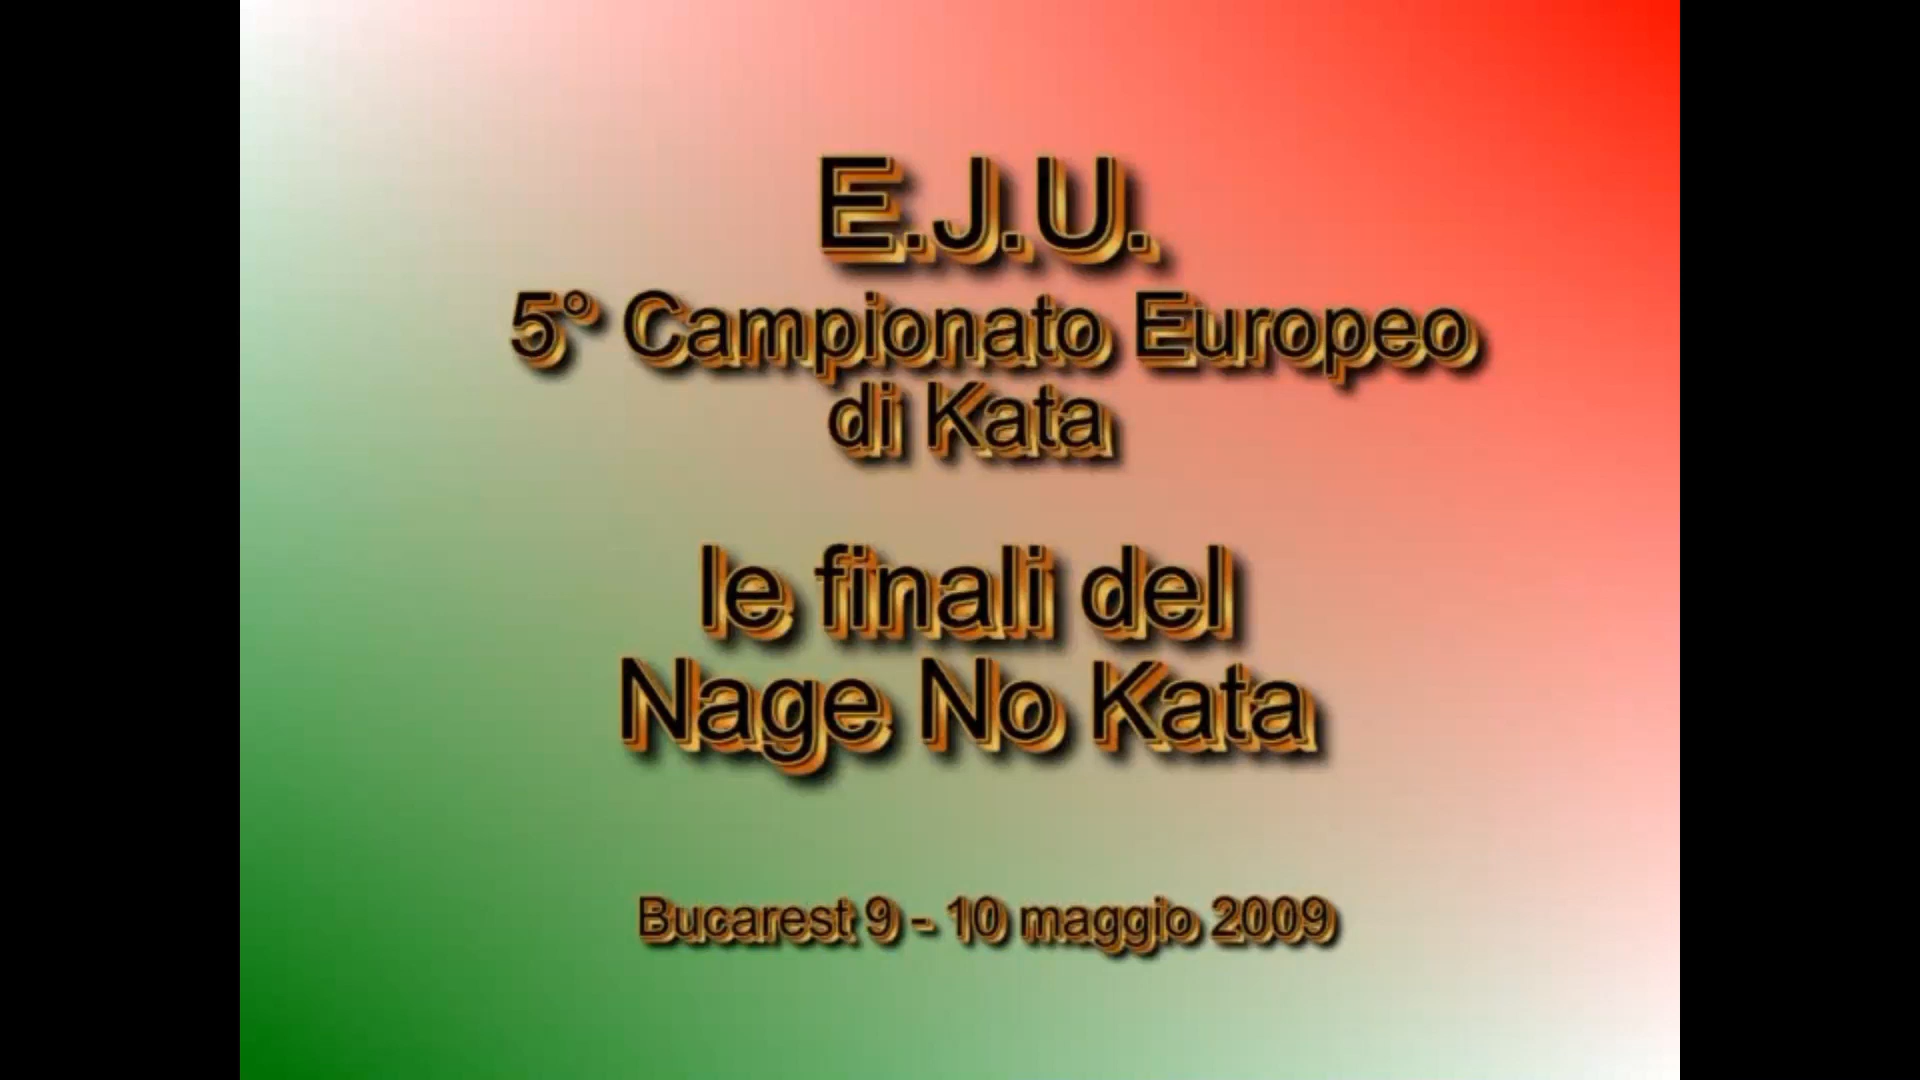 E.J.U.
5° Campionato Europeo
di Kata
le finali del
Nage No Kata
Bucarest 9 - 10 maggio 2009